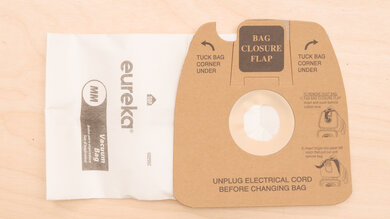 BAG
CLOSURE
FLAP
TUCK BAG
CORNER
UNDER
TUCK BAG
CORNER
UNDER
eureka
MM
Vacuum
Bag
UNPLUG ELECTRICAL CORD
BEFORE CHANGING BAG